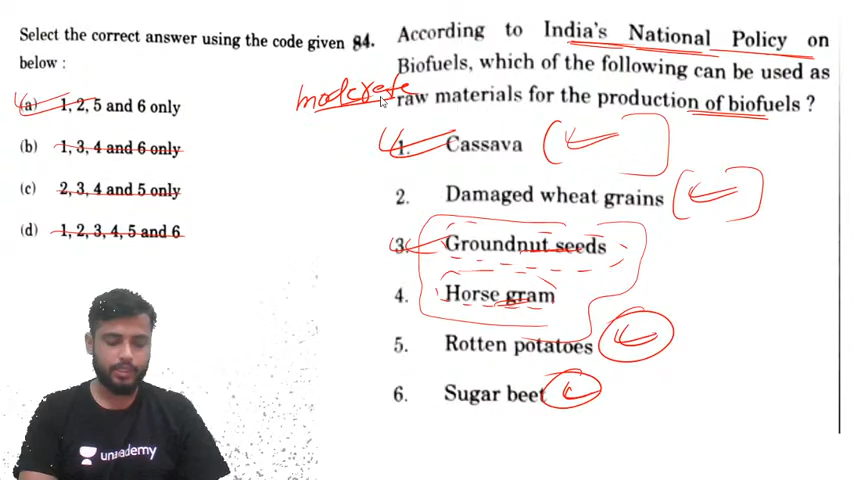 Select the correct answer using the code given
below :
(a) 1, 2, 5 and 6 only
(b) 1, 3, 4 and 6 only
(c) 2, 3, 4 and 5 only
(d) 1, 2, 3, 4, 5 and 6
84. According to India's National Policy on
Biofuels, which of the following can be used as
raw materials for the production of biofuels ?
moderate
1. Cassava
2. Damaged wheat grains
3. Groundnut seeds
4. Horse gram
5. Rotten potatoes
6. Sugar beet
unacademy